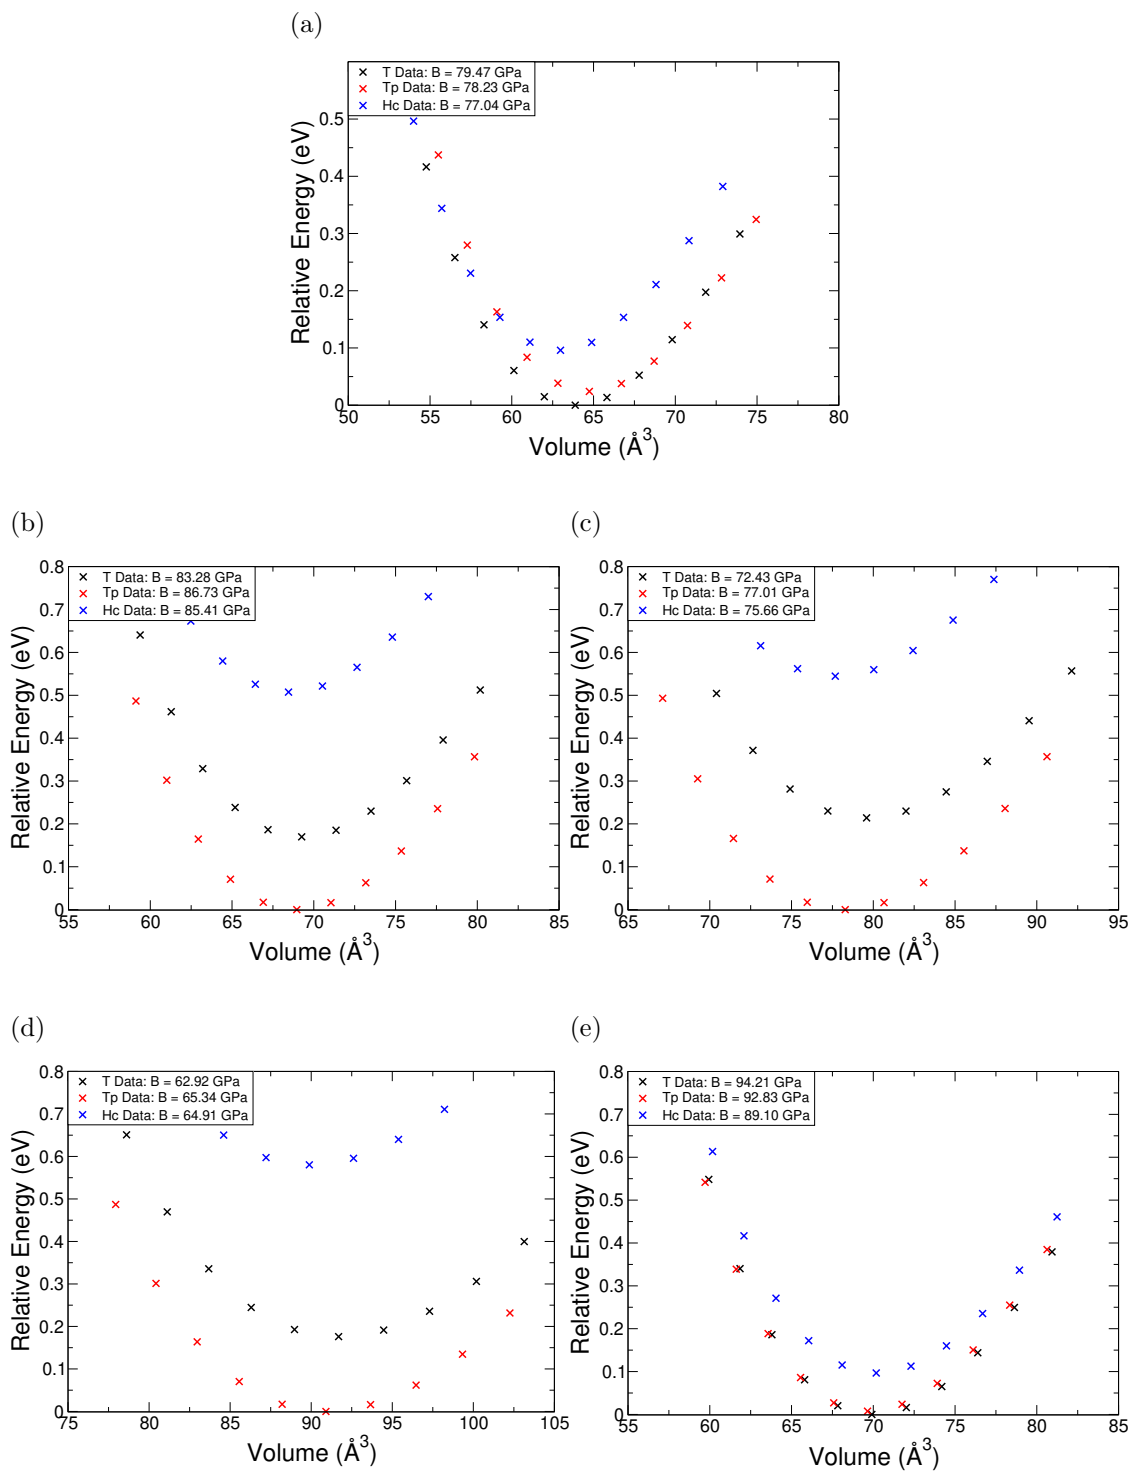 (a)
T Data: B = 79.47 GPa
Tp Data: B = 78.23 GPa
Hc Data: B = 77.04 GPa
Relative Energy (eV)
0.5
0.4
0.3
0.2
0.1
0
50 55 60 65 70 75 80
Volume (Å³)
(b)
T Data: B = 83.28 GPa
Tp Data: B = 86.73 GPa
Hc Data: B = 85.41 GPa
Relative Energy (eV)
0.8
0.7
0.6
0.5
0.4
0.3
0.2
0.1
0
55 60 65 70 75 80 85
Volume (Å³)
(c)
T Data: B = 72.43 GPa
Tp Data: B = 77.01 GPa
Hc Data: B = 75.66 GPa
Relative Energy (eV)
0.8
0.7
0.6
0.5
0.4
0.3
0.2
0.1
0
65 70 75 80 85 90 95
Volume (Å³)
(d)
T Data: B = 62.92 GPa
Tp Data: B = 65.34 GPa
Hc Data: B = 64.91 GPa
Relative Energy (eV)
0.8
0.7
0.6
0.5
0.4
0.3
0.2
0.1
0
75 80 85 90 95 100 105
Volume (Å³)
(e)
T Data: B = 94.21 GPa
Tp Data: B = 92.83 GPa
Hc Data: B = 89.10 GPa
Relative Energy (eV)
0.8
0.7
0.6
0.5
0.4
0.3
0.2
0.1
0
60 65 70 75 80 85
Volume (Å³)